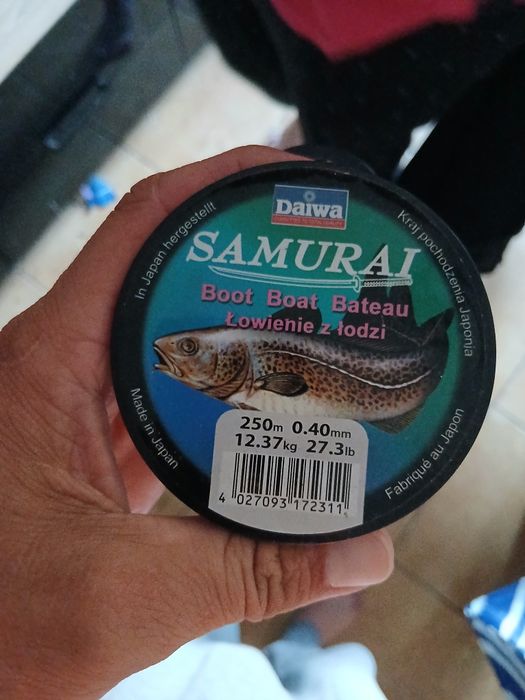 Daiwa
SAMURAI
Boot Boat Bateau
Łowienie z łodzi
In Japan hergestellt
Kraj pochodzenia Japonia
Made in Japan
Fabriqué au Japon
250m 0.40mm
12.37kg 27.3lb
4 027093 172311